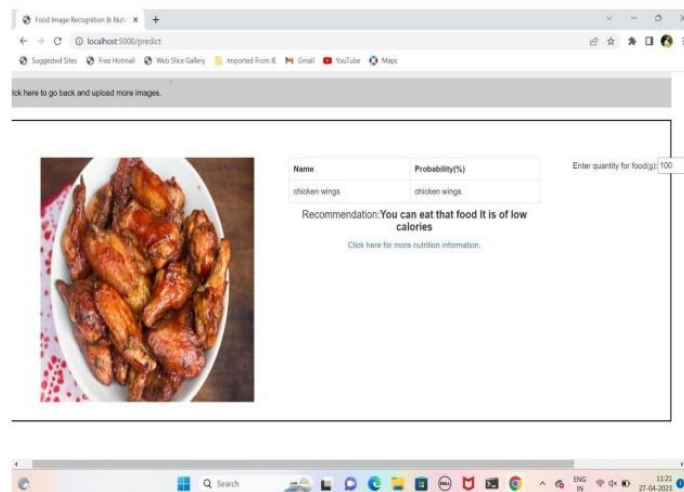 Food Image Recognition & Nutr
localhost:5000/predict
Suggested Sites Free Hotmail Web Slice Gallery Imported From IE Gmail YouTube Maps
ick here to go back and upload more images.
Name Probability(%)
Enter quantity for food(g): 100
chicken wings chicken wings
Recommendation:You can eat that food It is of low
calories
Click here for more nutrition information.
Search
ENG
IN
11:21
27-04-2023